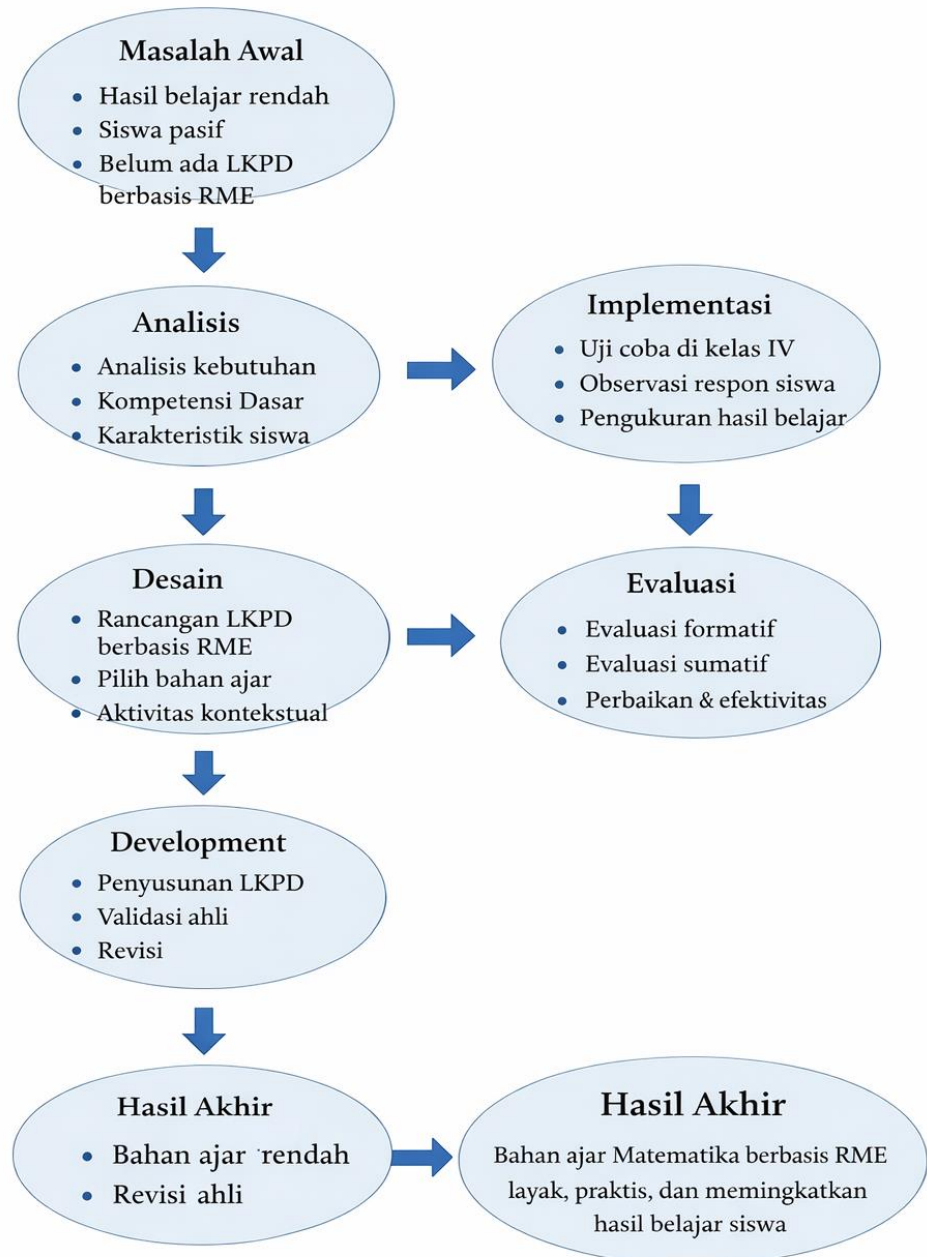 Masalah Awal
• Hasil belajar rendah
• Siswa pasif
• Belum ada LKPD
berbasis RME
Analisis
• Analisis kebutuhan
• Kompetensi Dasar
• Karakteristik siswa
Implementasi
• Uji coba di kelas IV
• Observasi respon siswa
• Pengukuran hasil belajar
Desain
• Rancangan LKPD
berbasis RME
• Pilih bahan ajar
• Aktivitas kontekstual
Evaluasi
• Evaluasi formatif
• Evaluasi sumatif
• Perbaikan & efektivitas
Development
• Penyusunan LKPD
• Validasi ahli
• Revisi
Hasil Akhir
• Bahan ajar rendah
• Revisi ahli
Hasil Akhir
Bahan ajar Matematika berbasis RME
layak, praktis, dan memingkatkan
hasil belajar siswa